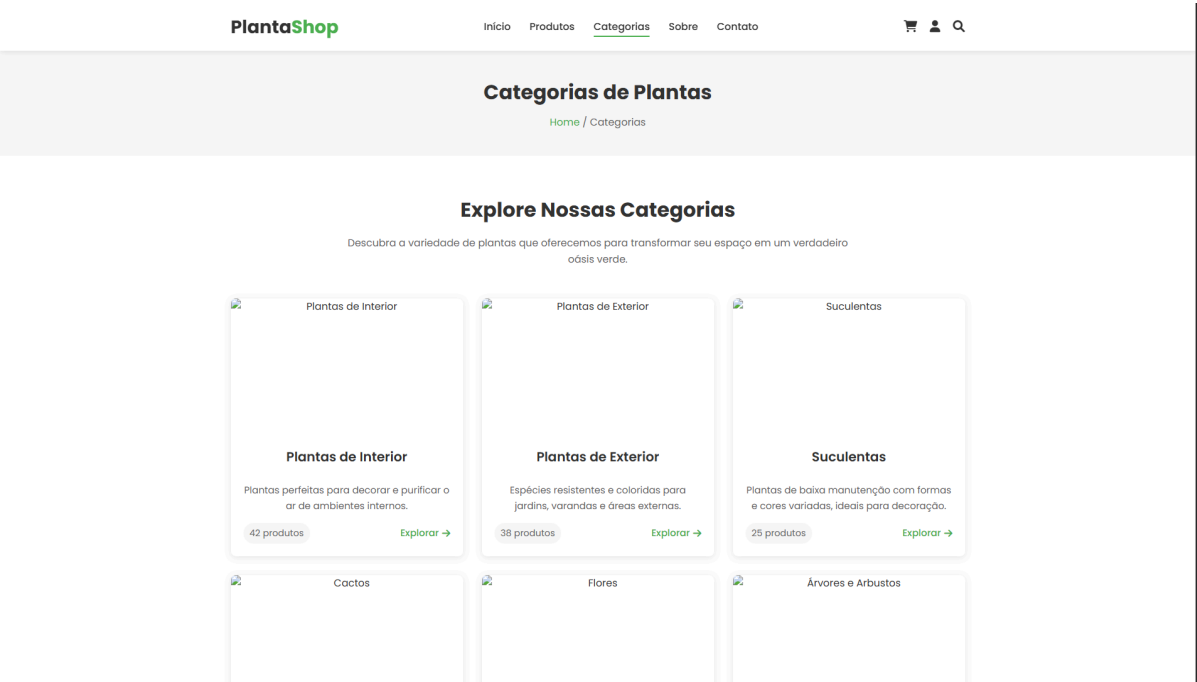 PlantaShop
Início Produtos Categorias Sobre Contato
Categorias de Plantas
Home / Categorias
Explore Nossas Categorias
Descubra a variedade de plantas que oferecemos para transformar seu espaço em um verdadeiro
oásis verde.
Plantas de Interior
Plantas de Interior
Plantas perfeitas para decorar e purificar o
ar de ambientes internos.
42 produtos Explorar →
Plantas de Exterior
Plantas de Exterior
Espécies resistentes e coloridas para
jardins, varandas e áreas externas.
38 produtos Explorar →
Suculentas
Suculentas
Plantas de baixa manutenção com formas
e cores variadas, ideais para decoração.
25 produtos Explorar →
Cactos
Flores
Árvores e Arbustos